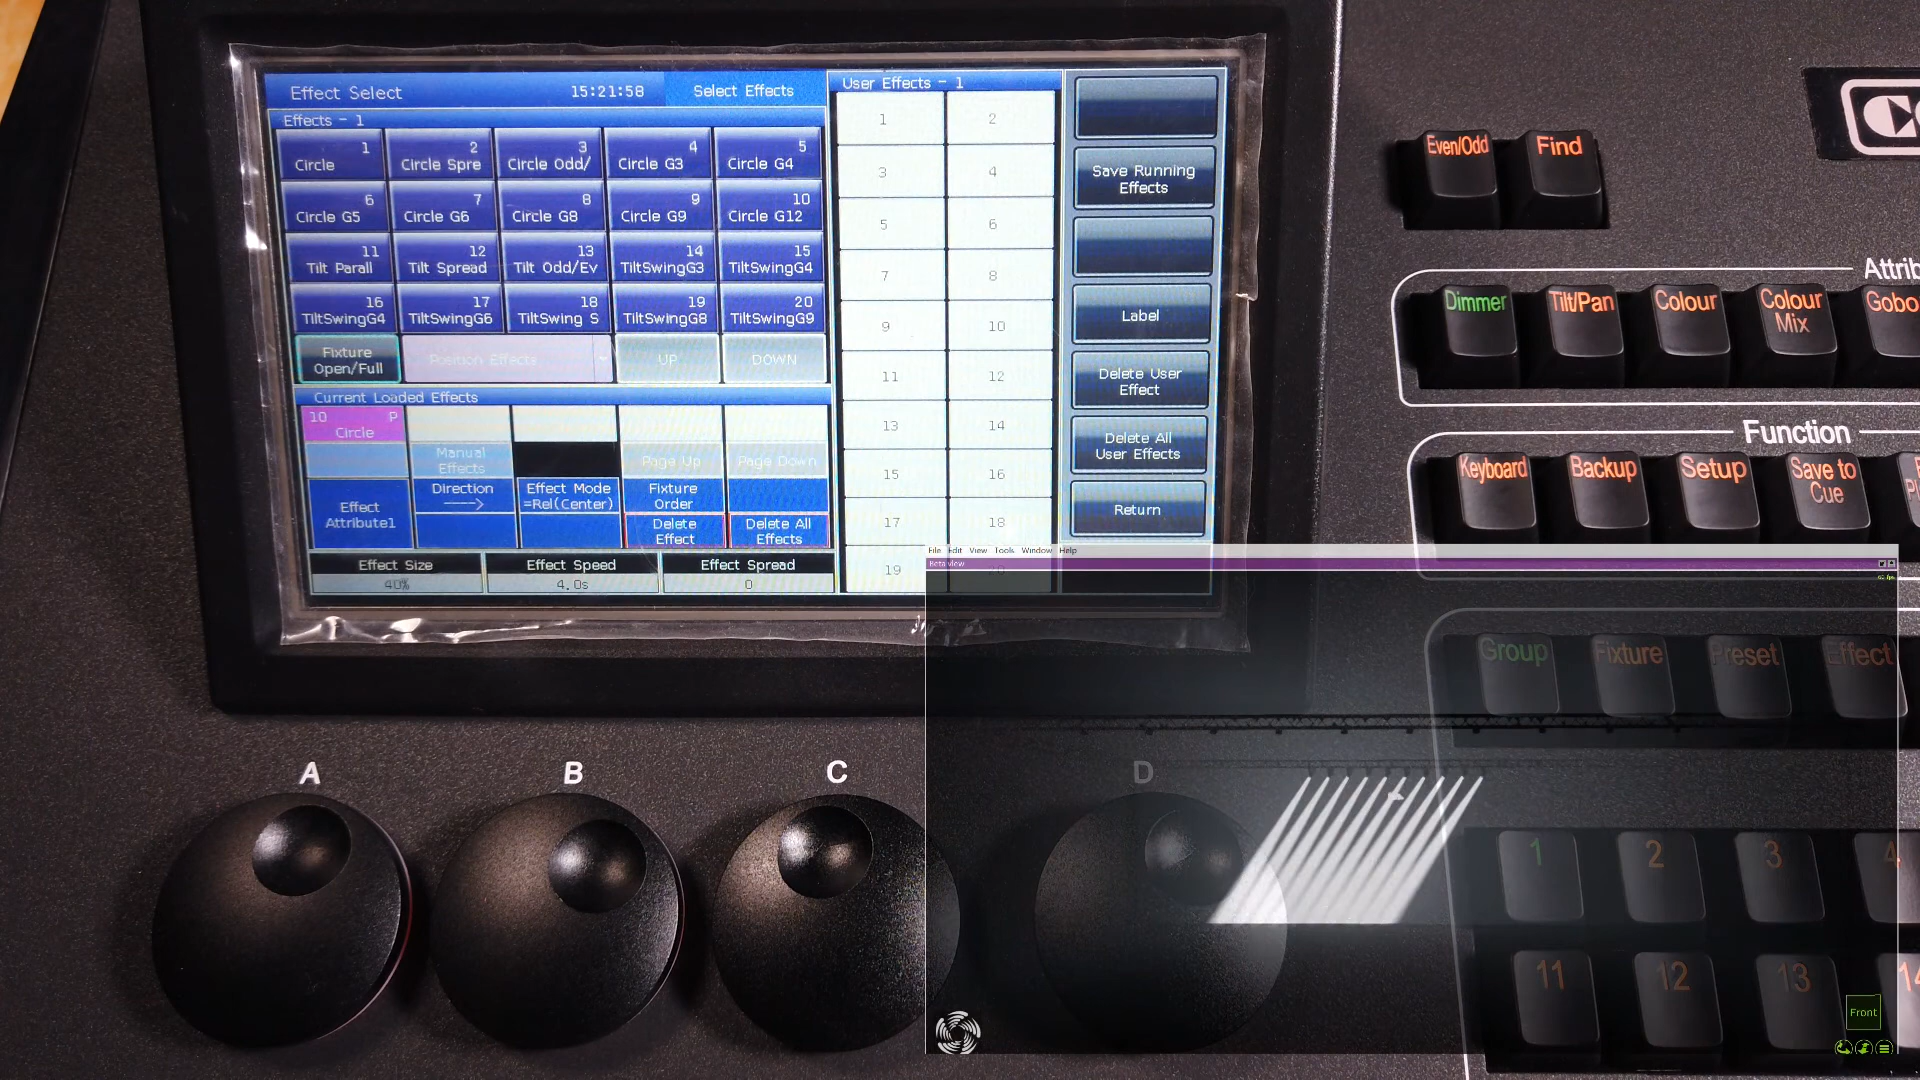 Effect Select
15:21:58
Select Effects
Effects - 1
1
Circle
2
Circle Spre
3
Circle Odd/
4
Circle G3
5
Circle G4
6
Circle G5
7
Circle G6
8
Circle G8
9
Circle G9
10
Circle G12
11
Tilt Parall
12
Tilt Spread
13
Tilt Odd/Ev
14
TiltSwingG3
15
TiltSwingG4
16
TiltSwingG4
17
TiltSwingG6
18
TiltSwing S
19
TiltSwingG8
20
TiltSwingG9
Fixture
Open/Full
Position Effects
UP
DOWN
Current Loaded Effects
10 P
Circle
Manual
Effects
Page Up
Page Down
Effect
Attribute1
Direction
---->
Effect Mode
=Rel(Center)
Fixture
Order
Delete
Effect
Delete All
Effects
Effect Size
40%
Effect Speed
4.0s
Effect Spread
0
User Effects - 1
1 2
3 4
5 6
7 8
9 10
11 12
13 14
15 16
17 18
19 20
Save Running
Effects
Label
Delete User
Effect
Delete All
User Effects
Return
Even/Odd
Find
Dimmer
Tilt/Pan
Colour
Colour
Mix
Gobo
Function
Keyboard
Backup
Setup
Save to
Cue
Group
Fixture
Preset
Effect
1
2
3
4
11
12
13
14
A
B
C
D
File Edit View Tools Window Help
Beta view
Front